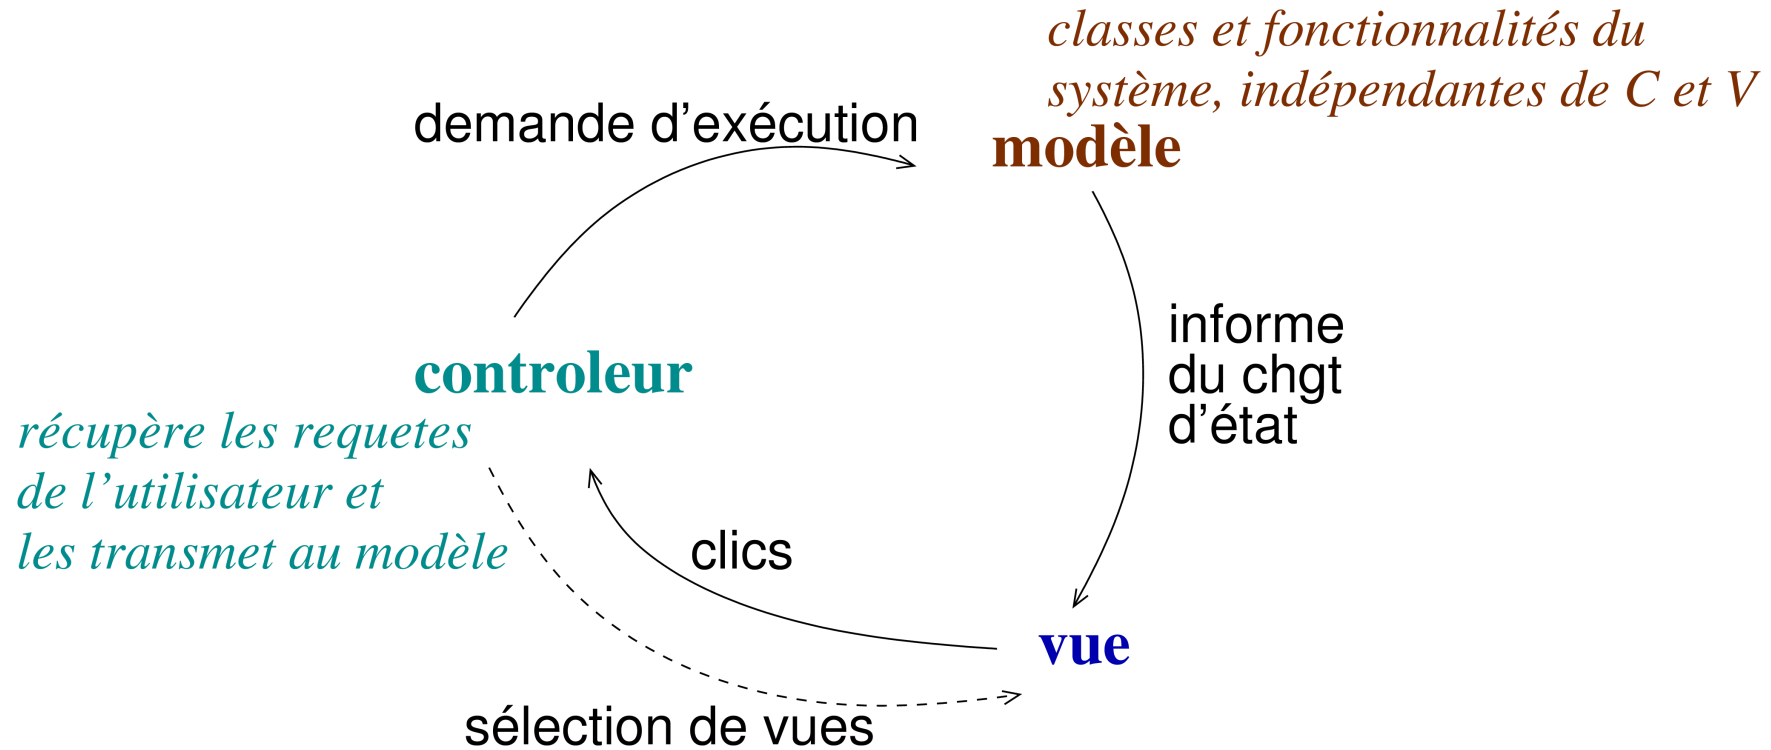 classes et fonctionnalités du
système, indépendantes de C et V
demande d’exécution
modèle
informe
du chgt
d’état
controleur
récupère les requetes
de l’utilisateur et
les transmet au modèle
clics
vue
sélection de vues